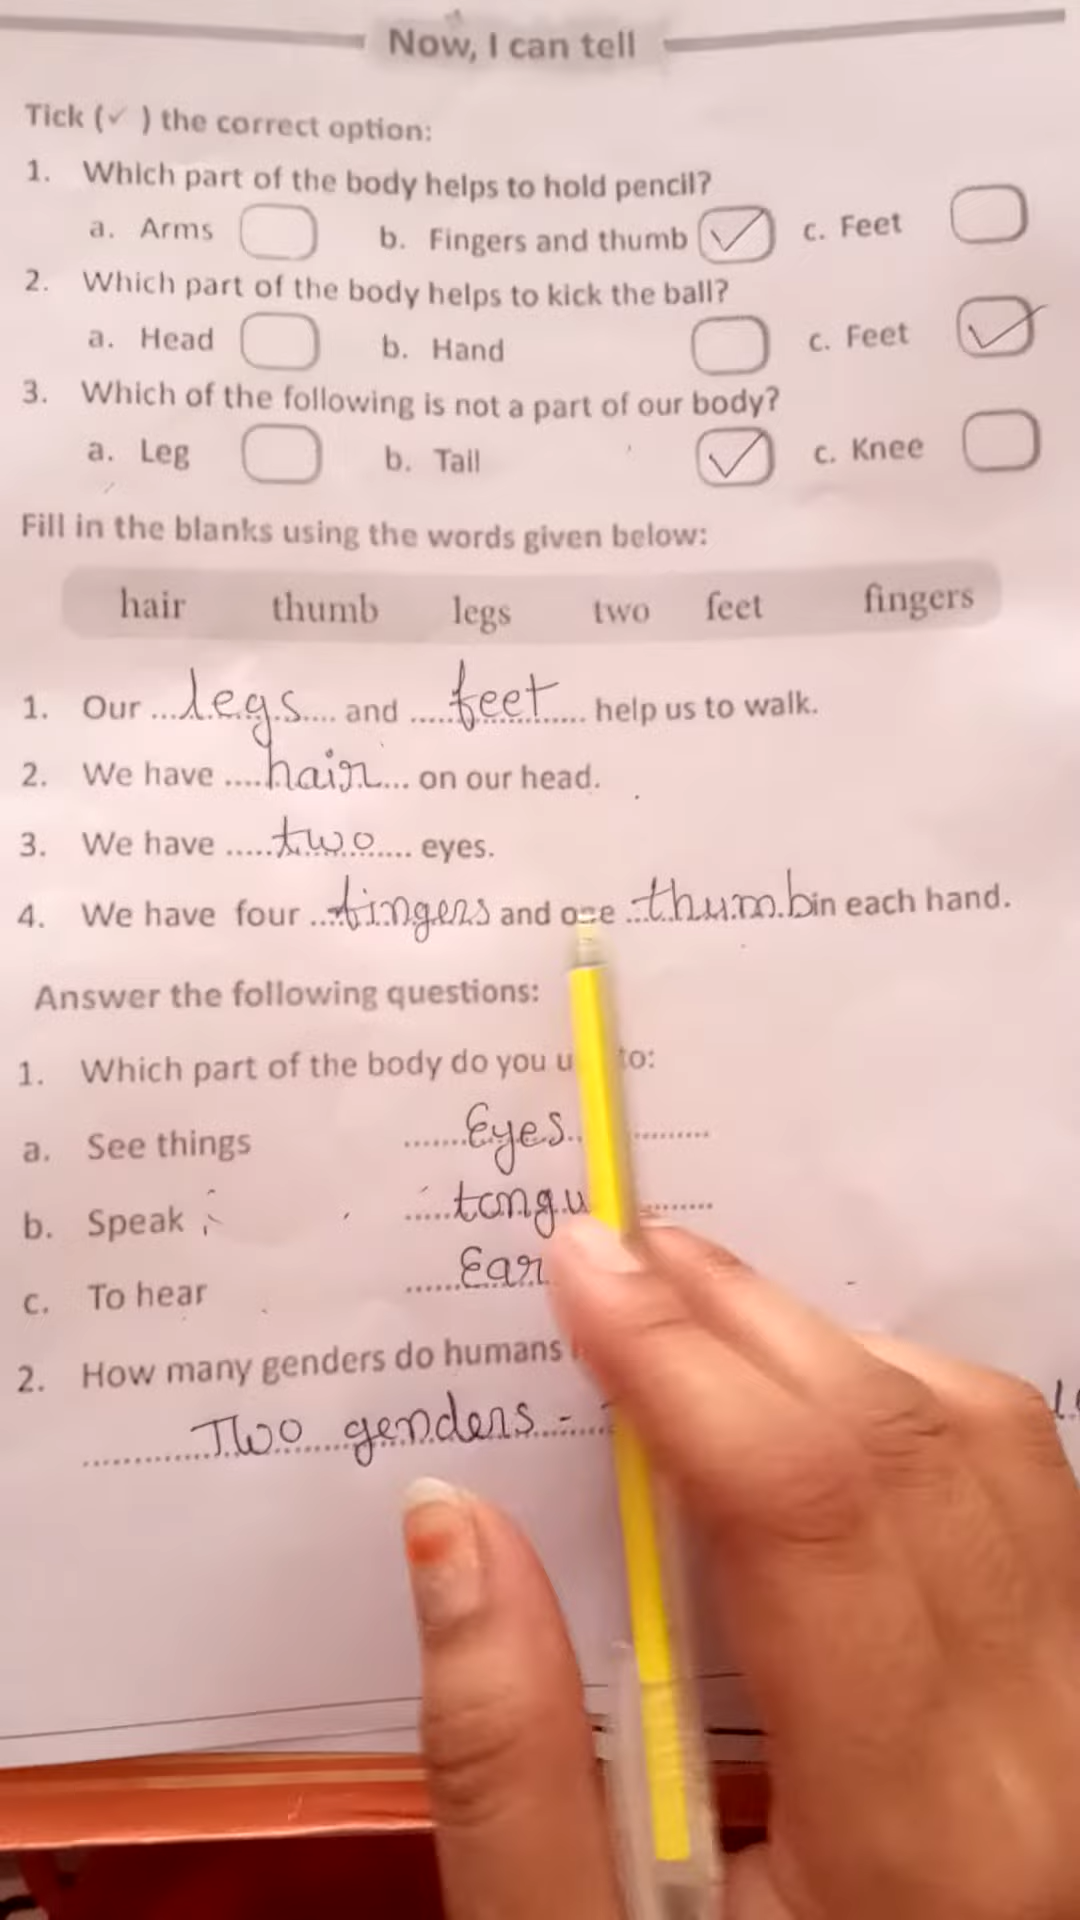 Now, I can tell
Tick (✓ ) the correct option:
1. Which part of the body helps to hold pencil?
a. Arms b. Fingers and thumb ✓ c. Feet
2. Which part of the body helps to kick the ball?
a. Head b. Hand c. Feet ✓
3. Which of the following is not a part of our body?
a. Leg b. Tail ✓ c. Knee
Fill in the blanks using the words given below:
hair thumb legs two feet fingers
1. Our ...legs.... and .....feet...... help us to walk.
2. We have ....hair... on our head.
3. We have .....two.... eyes.
4. We have four ...fingers and one ...thumb in each hand.
Answer the following questions:
1. Which part of the body do you to:
a. See things .......Eyes..........
b. Speak .....tongu.......
c. To hear ......Ear
2. How many genders do humans
............Two genders -....